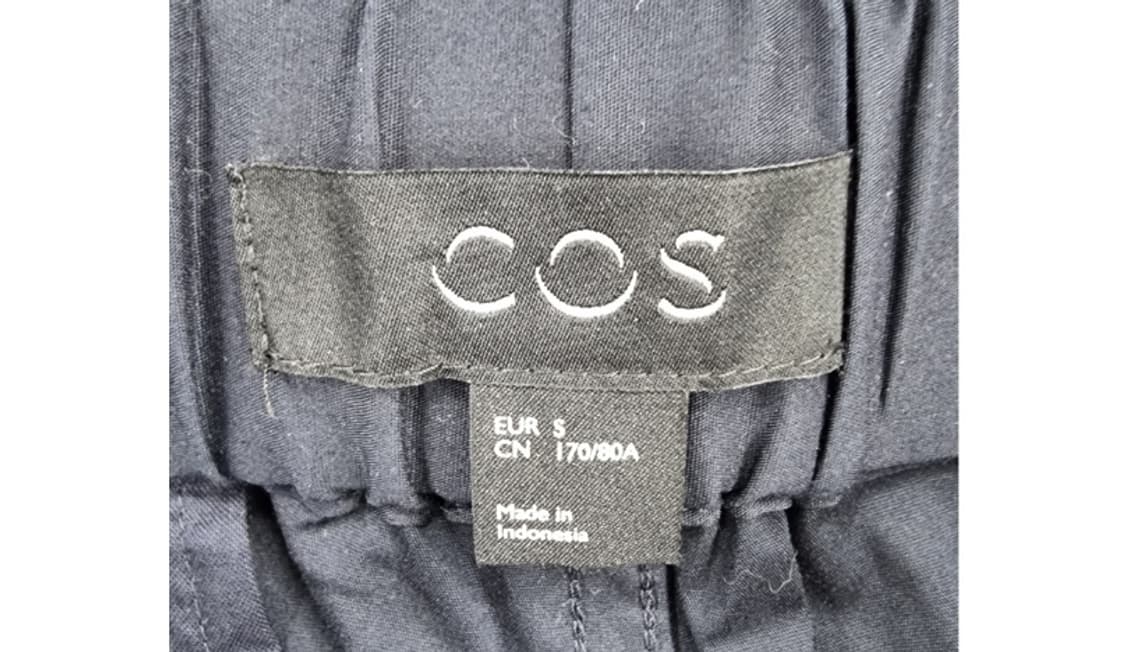 COS
EUR S
CN 170/80A
Made in
Indonesia